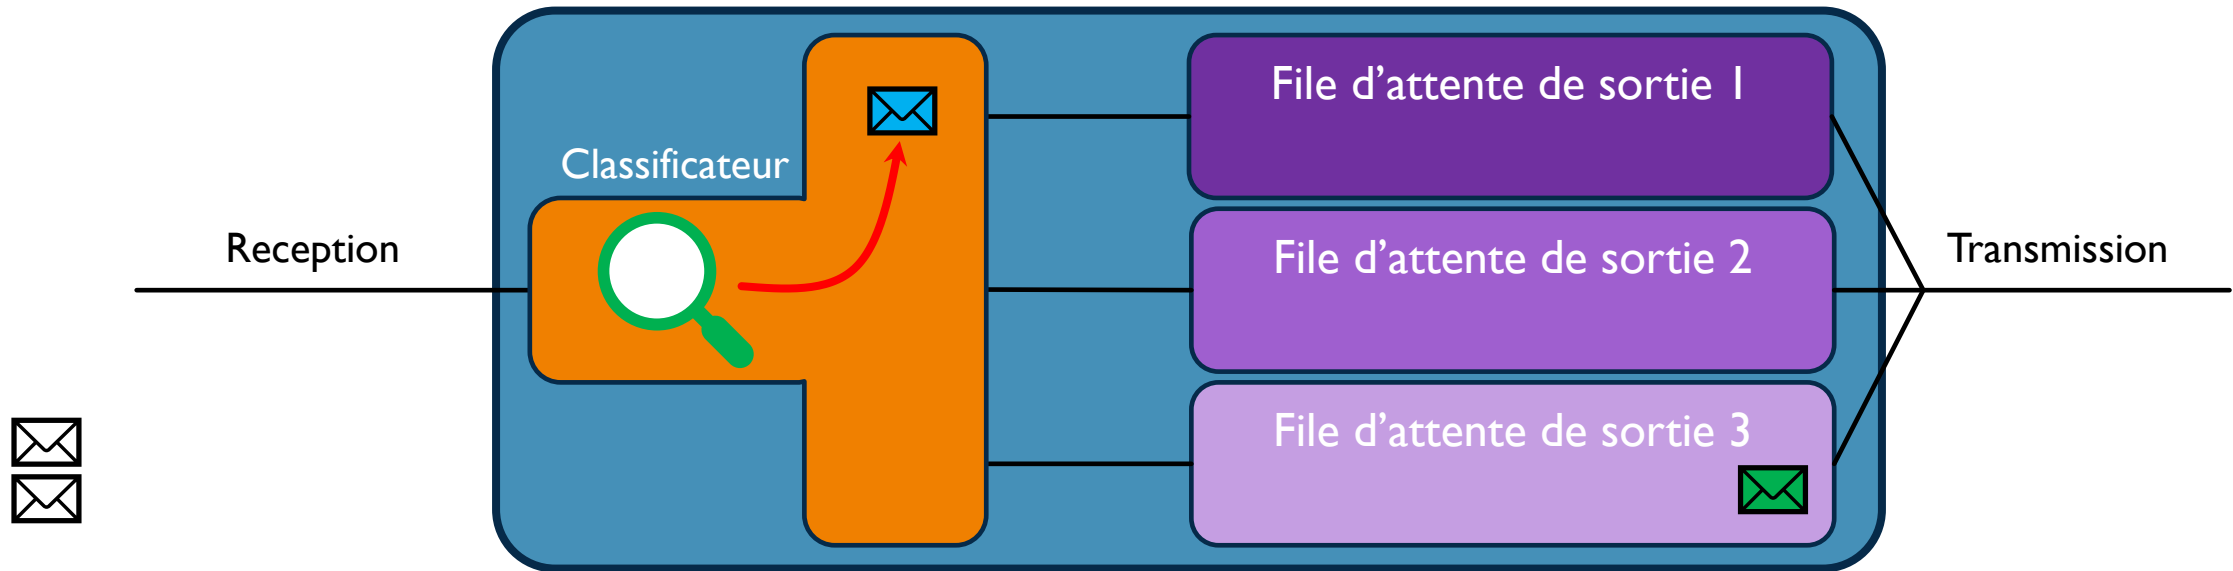 File d’attente de sortie 1
Classificateur
Reception
File d’attente de sortie 2
Transmission
File d’attente de sortie 3